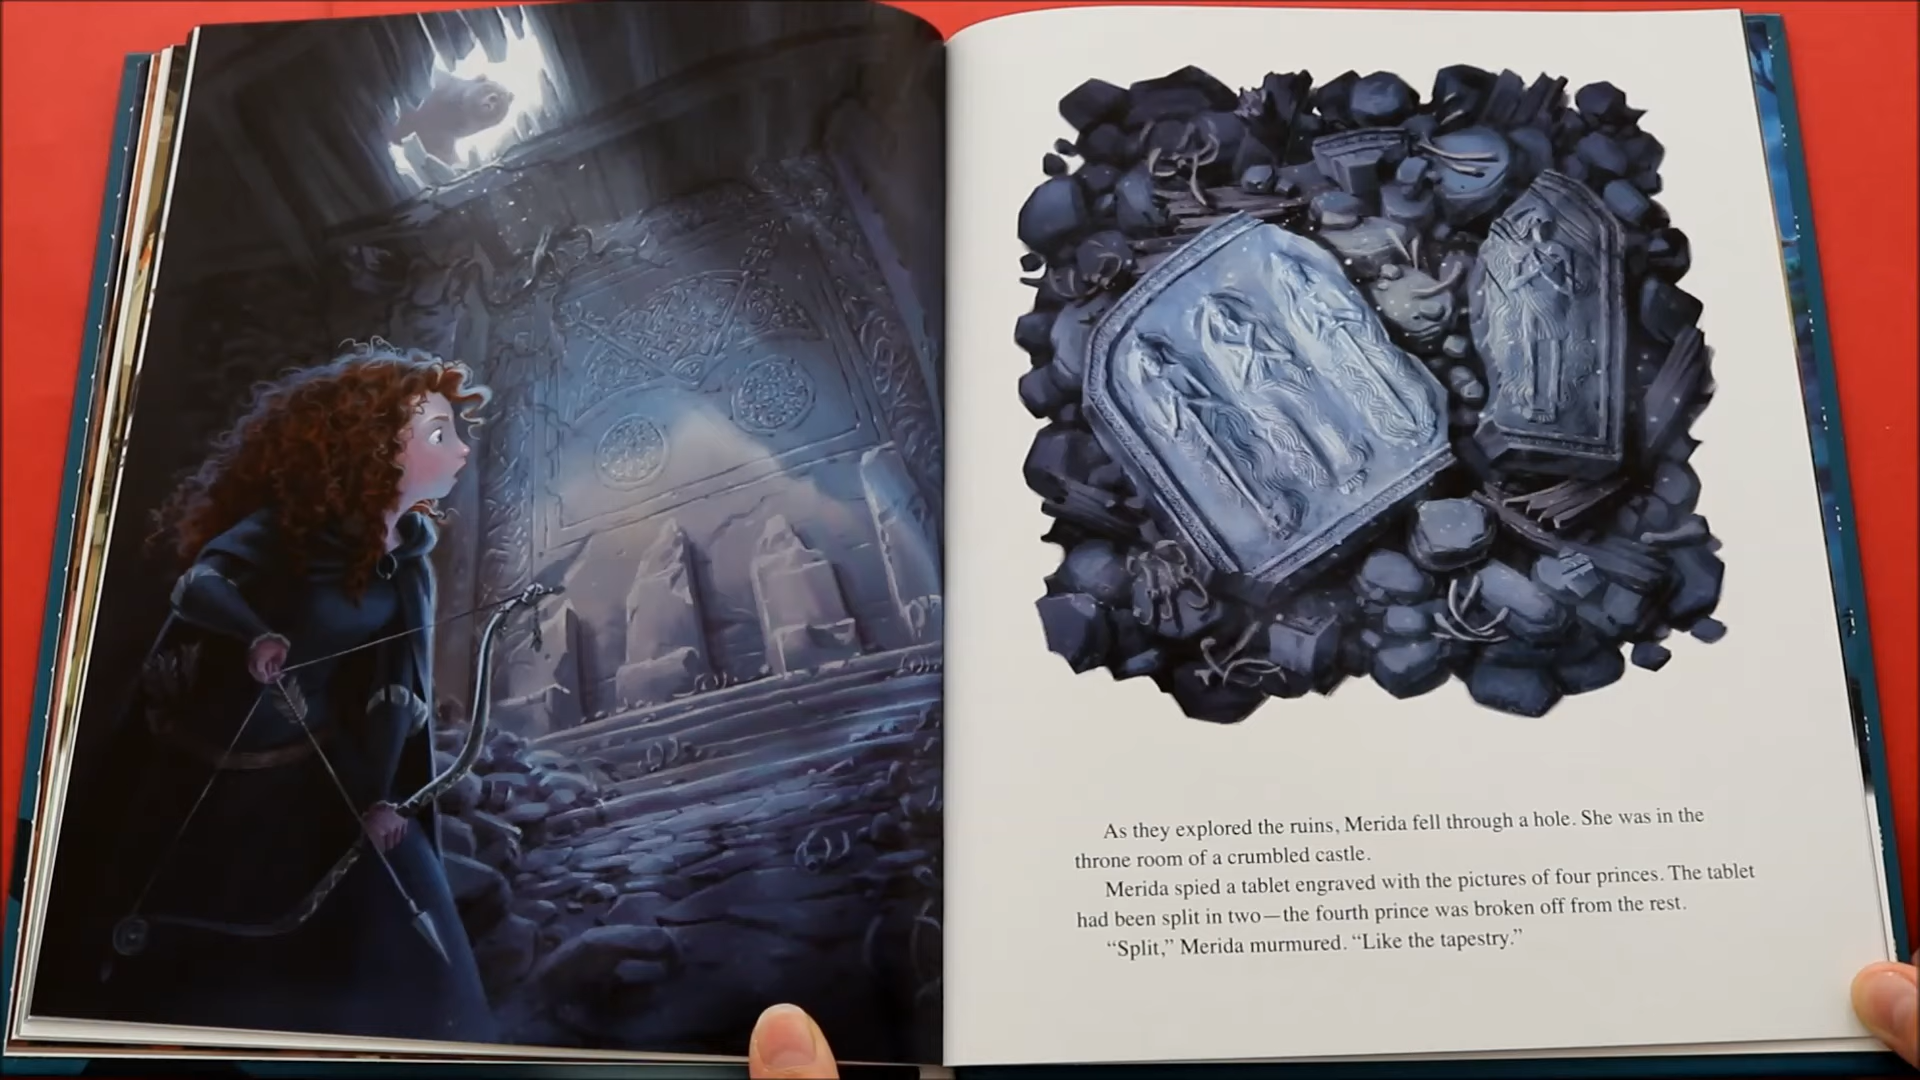 As they explored the ruins, Merida fell through a hole. She was in the
throne room of a crumbled castle.
Merida spied a tablet engraved with the pictures of four princes. The tablet
had been split in two—the fourth prince was broken off from the rest.
“Split,” Merida murmured. “Like the tapestry.”